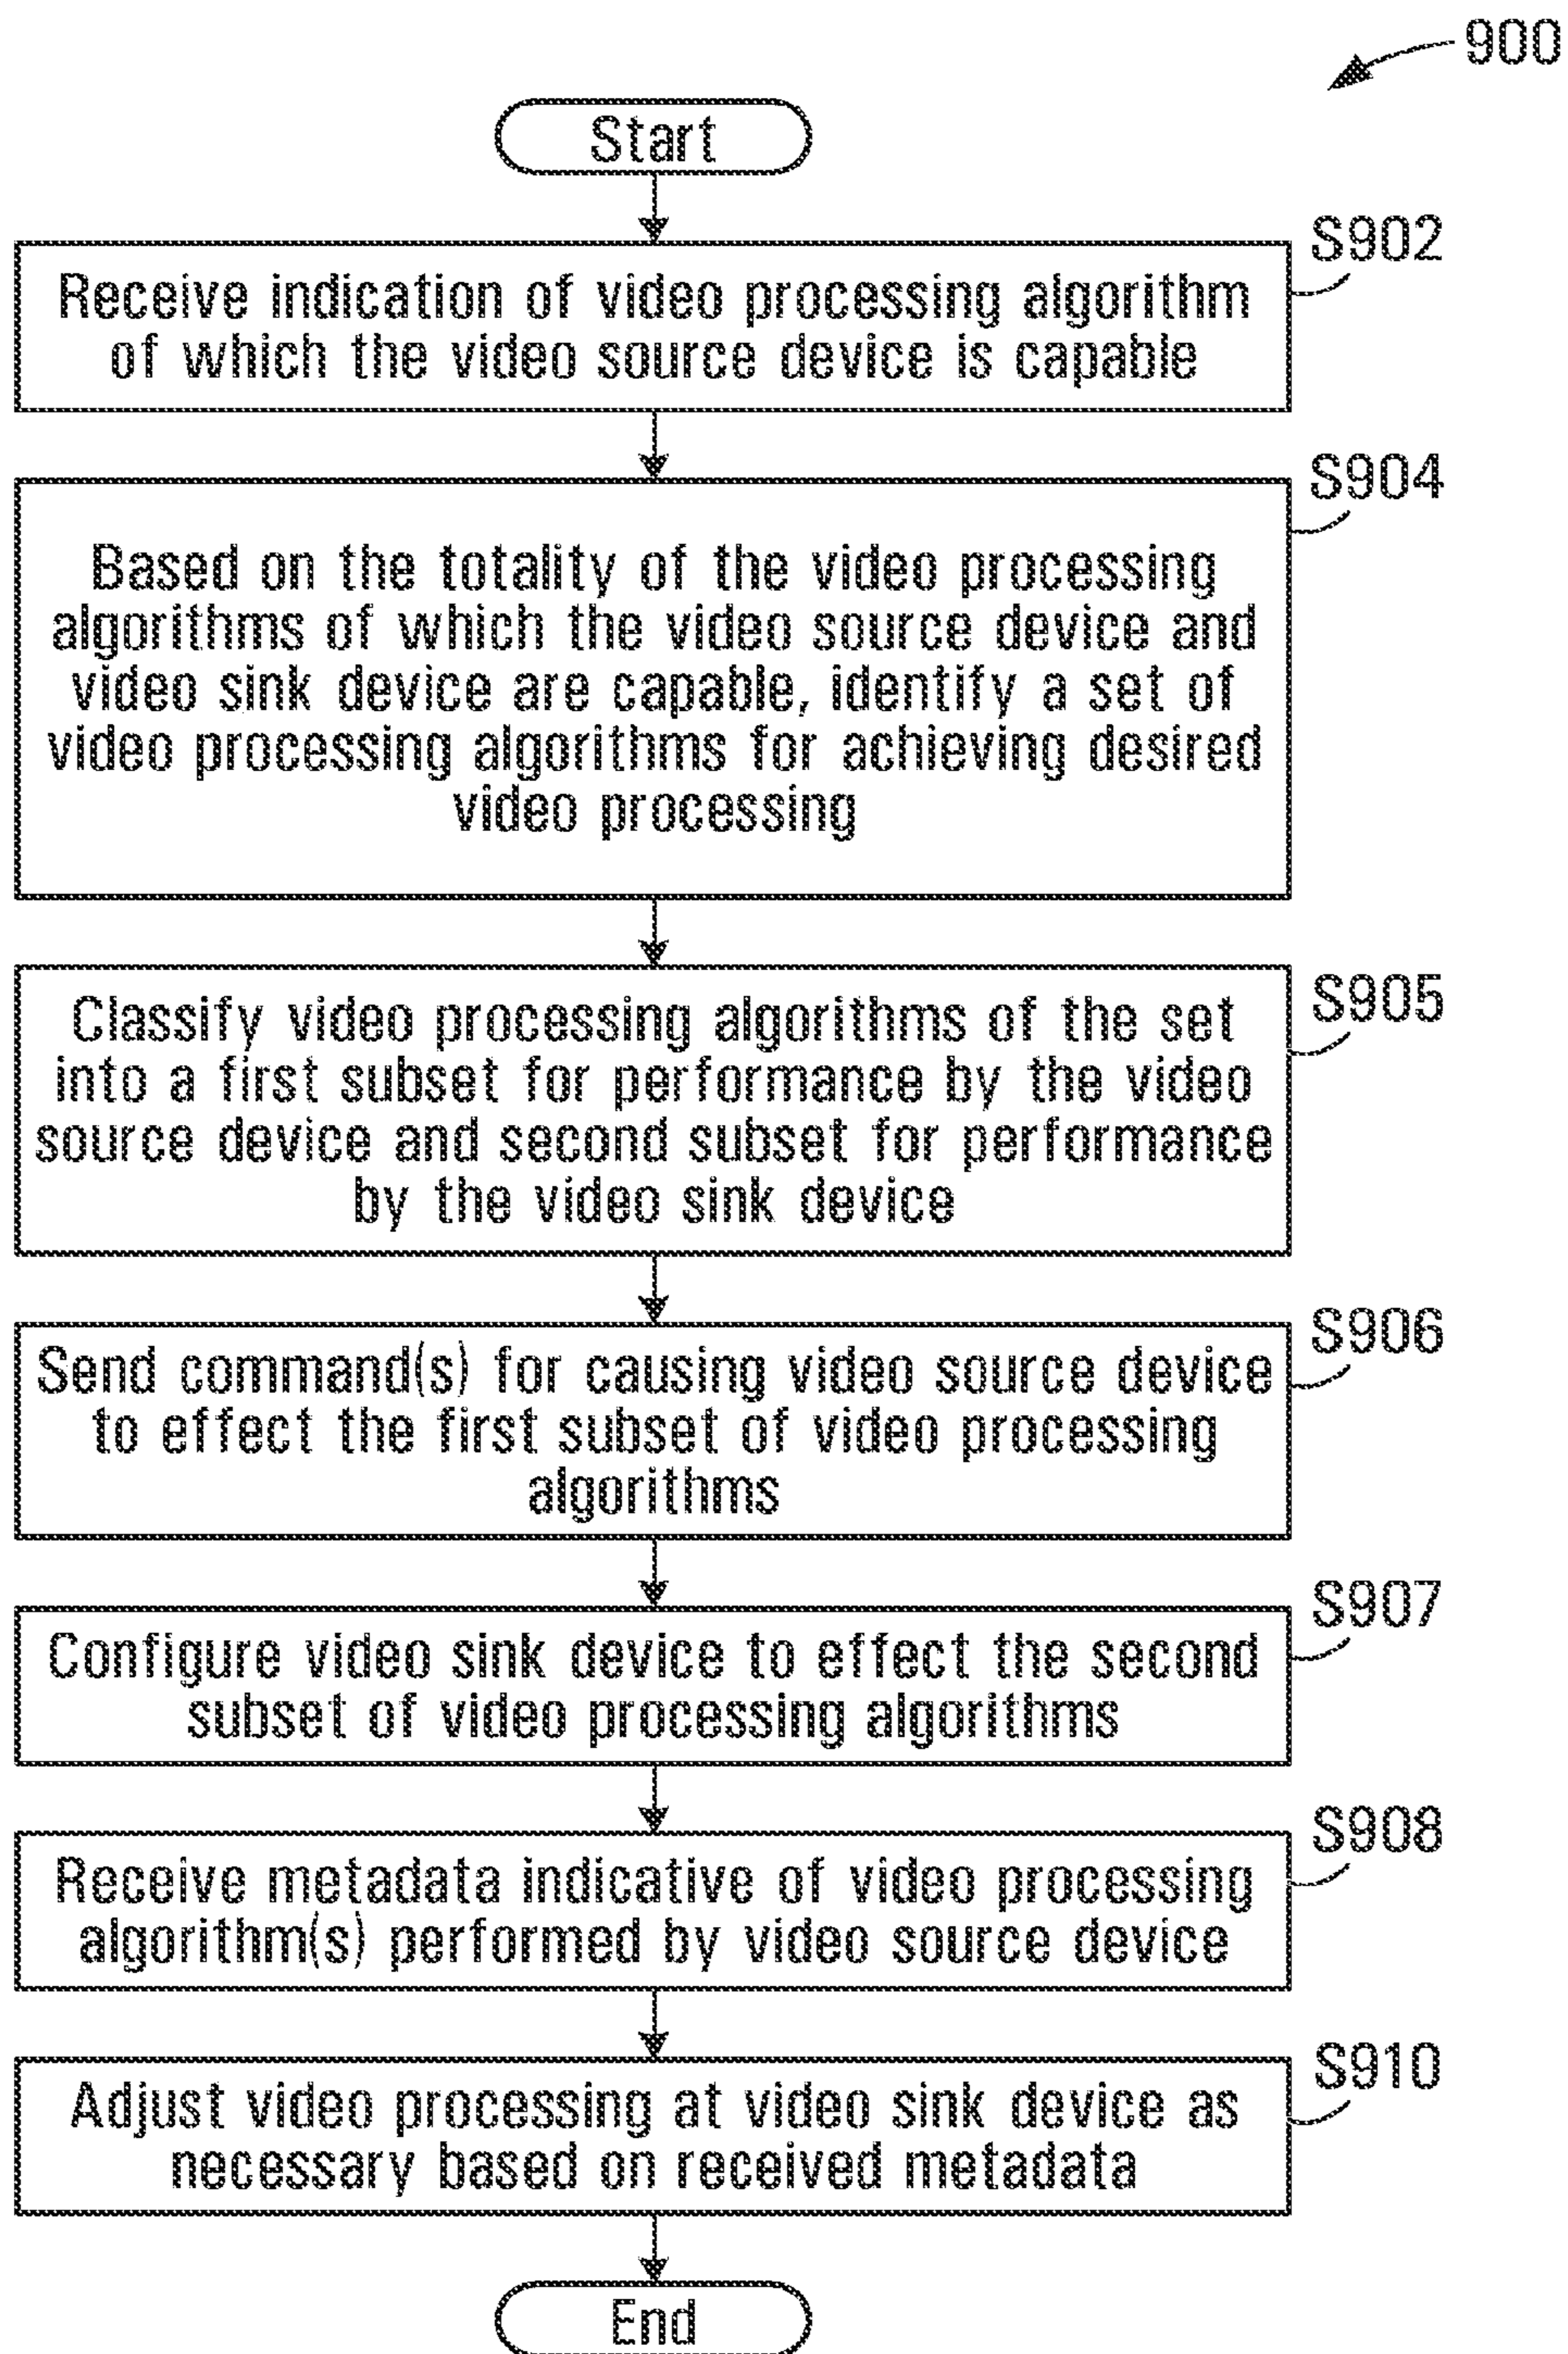 900
Start
S902
Receive indication of video processing algorithm
of which the video source device is capable
S904
Based on the totality of the video processing
algorithms of which the video source device and
video sink device are capable, identify a set of
video processing algorithms for achieving desired
video processing
S905
Classify video processing algorithms of the set
into a first subset for performance by the video
source device and second subset for performance
by the video sink device
S906
Send command(s) for causing video source device
to effect the first subset of video processing
algorithms
S907
Configure video sink device to effect the second
subset of video processing algorithms
S908
Receive metadata indicative of video processing
algorithm(s) performed by video source device
S910
Adjust video processing at video sink device as
necessary based on received metadata
End